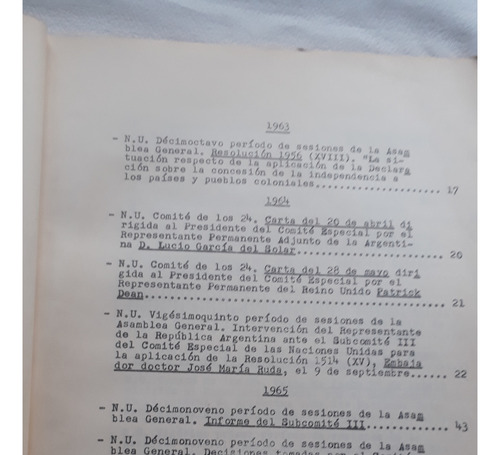 1963
- N.U. Décimoctavo período de sesiones de la Asam
blea General. Resolución 1956 (XVIII). "La si-
tuación respecto de la aplicación de la Declara
ción sobre la concesión de la independencia a
los países y pueblos coloniales.................. 17
1964
- N.U. Comité de los 24. Carta del 20 de abril di
rigida al Presidente del Comité Especial por el
Representante Permanente Adjunto de la Argenti-
na D. Lucio García del Solar..................... 20
- N.U. Comité de los 24. Carta del 28 de mayo diri
gida al Presidente del Comité Especial por el
Representante Permanente del Reino Unido Patrick
Dean............................................. 21
- N.U. Vigésimoquinto período de sesiones de la
Asamblea General. Intervención del Representante
de la República Argentina ante el Subcomité III
del Comité Especial de las Naciones Unidas para
la aplicación de la Resolución 1514 (XV), Embaja
dor doctor José María Ruda, el 9 de septiembre...... 22
1965
- N.U. Décimonoveno período de sesiones de la Asam
blea General. Informe del Subcomité III.......... 43
- N.U. Décimonoveno período de sesiones de la Asam
blea General. Decisiones tomadas por el Comité